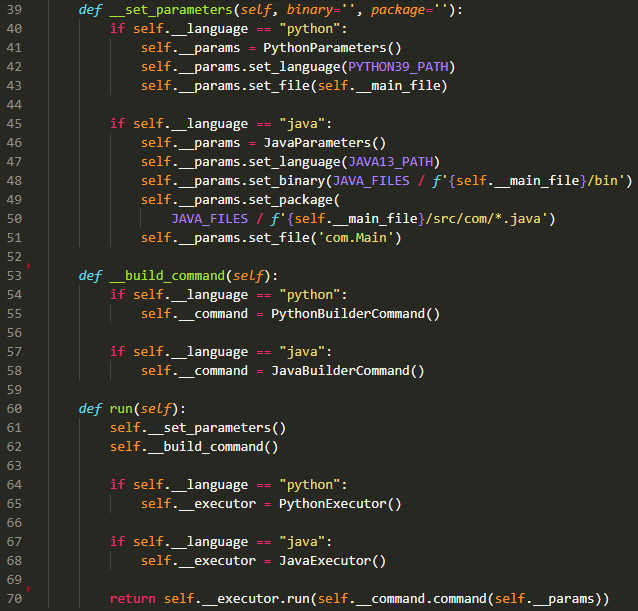 39 def __set_parameters(self, binary='', package=''):
40 if self.__language == "python":
41 self.__params = PythonParameters()
42 self.__params.set_language(PYTHON39_PATH)
43 self.__params.set_file(self.__main_file)
44
45 if self.__language == "java":
46 self.__params = JavaParameters()
47 self.__params.set_language(JAVA13_PATH)
48 self.__params.set_binary(JAVA_FILES / f'{self.__main_file}/bin')
49 self.__params.set_package(
50 JAVA_FILES / f'{self.__main_file}/src/com/*.java')
51 self.__params.set_file('com.Main')
52
53 def __build_command(self):
54 if self.__language == "python":
55 self.__command = PythonBuilderCommand()
56
57 if self.__language == "java":
58 self.__command = JavaBuilderCommand()
59
60 def run(self):
61 self.__set_parameters()
62 self.__build_command()
63
64 if self.__language == "python":
65 self.__executor = PythonExecutor()
66
67 if self.__language == "java":
68 self.__executor = JavaExecutor()
69
70 return self.__executor.run(self.__command.command(self.__params))